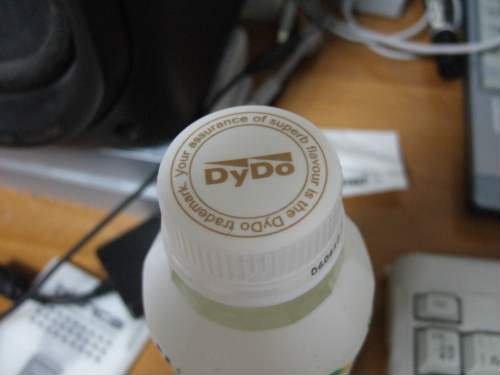 Your assurance of superb flavour is the DyDo trademark.
DyDo